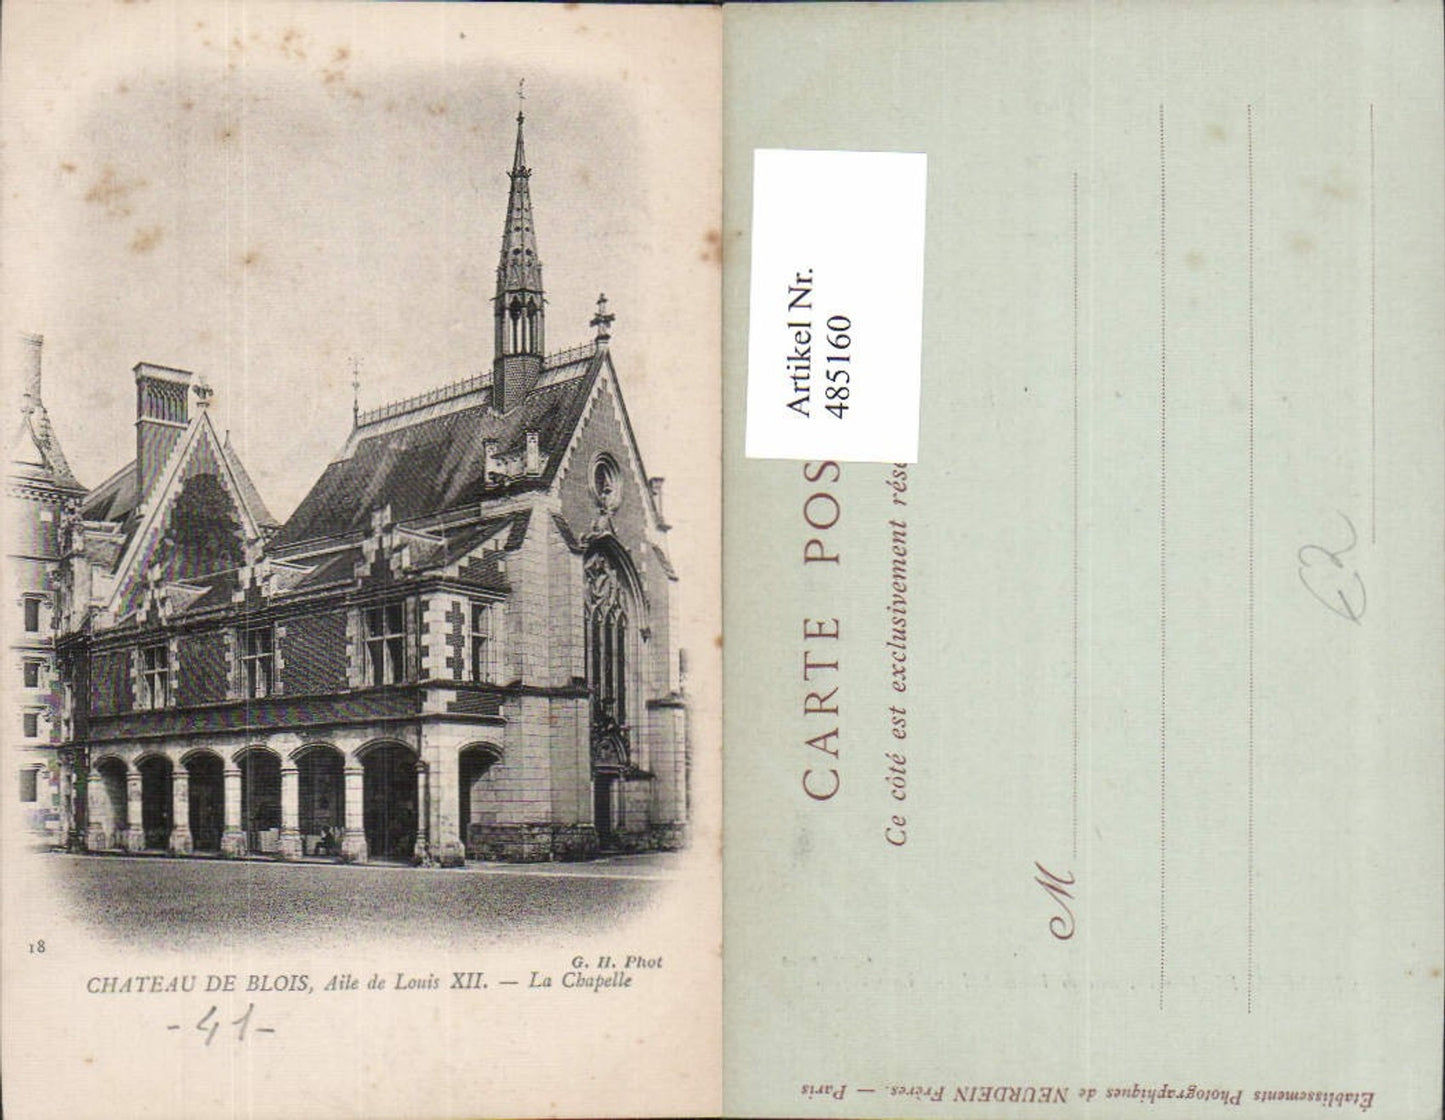 18
G. H. Phot
CHATEAU DE BLOIS, Aile de Louis XII. — La Chapelle
- 41 -
Artikel Nr.
485160
CARTE POS
Ce côté est exclusivement rése
M
Etablissements Photographiques de NEURDEIN Frères. — Paris